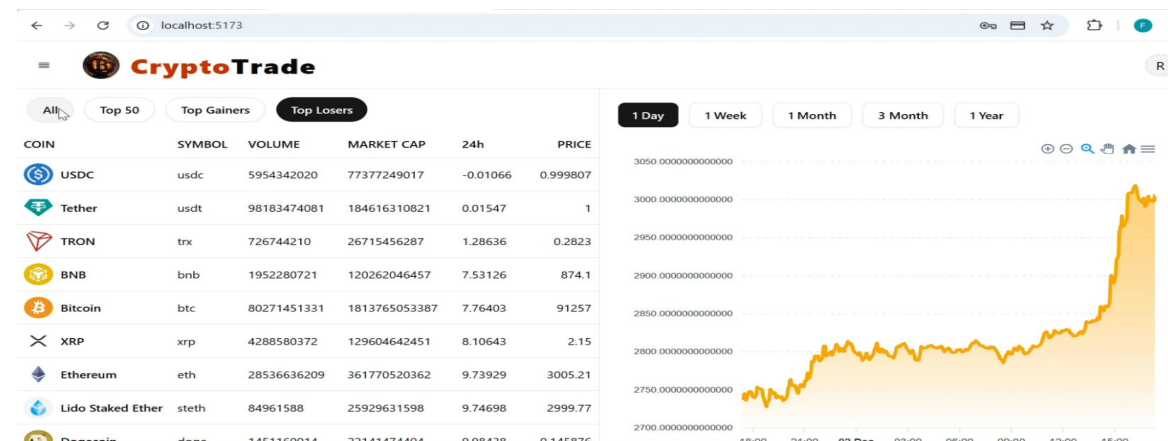 localhost:5173
F
CryptoTrade
R
All Top 50 Top Gainers Top Losers
COIN SYMBOL VOLUME MARKET CAP 24h PRICE
USDC usdc 5954342020 77377249017 -0.01066 0.999807
Tether usdt 98183474081 184616310821 0.01547 1
TRON trx 726744210 26715456287 1.28636 0.2823
BNB bnb 1952280721 120262046457 7.53126 874.1
Bitcoin btc 80271451331 1813765053387 7.76403 91257
XRP xrp 4288580372 129604642451 8.10643 2.15
Ethereum eth 28536636209 361770520362 9.73929 3005.21
Lido Staked Ether steth 84961588 25929631598 9.74698 2999.77
1 Day 1 Week 1 Month 3 Month 1 Year
3050.0000000000000
3000.0000000000000
2950.0000000000000
2900.0000000000000
2850.0000000000000
2800.0000000000000
2750.0000000000000
2700.0000000000000